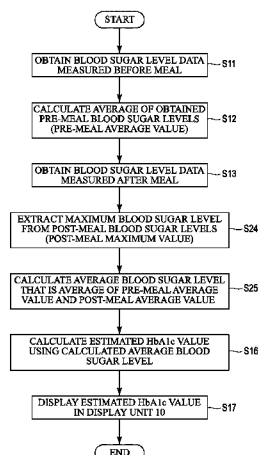 START
OBTAIN BLOOD SUGAR LEVEL DATA
MEASURED BEFORE MEAL
S11
CALCULATE AVERAGE OF OBTAINED
PRE-MEAL BLOOD SUGAR LEVELS
(PRE-MEAL AVERAGE VALUE)
S12
OBTAIN BLOOD SUGAR LEVEL DATA
MEASURED AFTER MEAL
S13
EXTRACT MAXIMUM BLOOD SUGAR LEVEL
FROM POST-MEAL BLOOD SUGAR LEVELS
(POST-MEAL MAXIMUM VALUE)
S24
CALCULATE AVERAGE BLOOD SUGAR LEVEL
THAT IS AVERAGE OF PRE-MEAL AVERAGE
VALUE AND POST-MEAL AVERAGE VALUE
S25
CALCULATE ESTIMATED HbA1c VALUE
USING CALCULATED AVERAGE BLOOD
SUGAR LEVEL
S16
DISPLAY ESTIMATED HbA1c VALUE
IN DISPLAY UNIT 10
S17
END